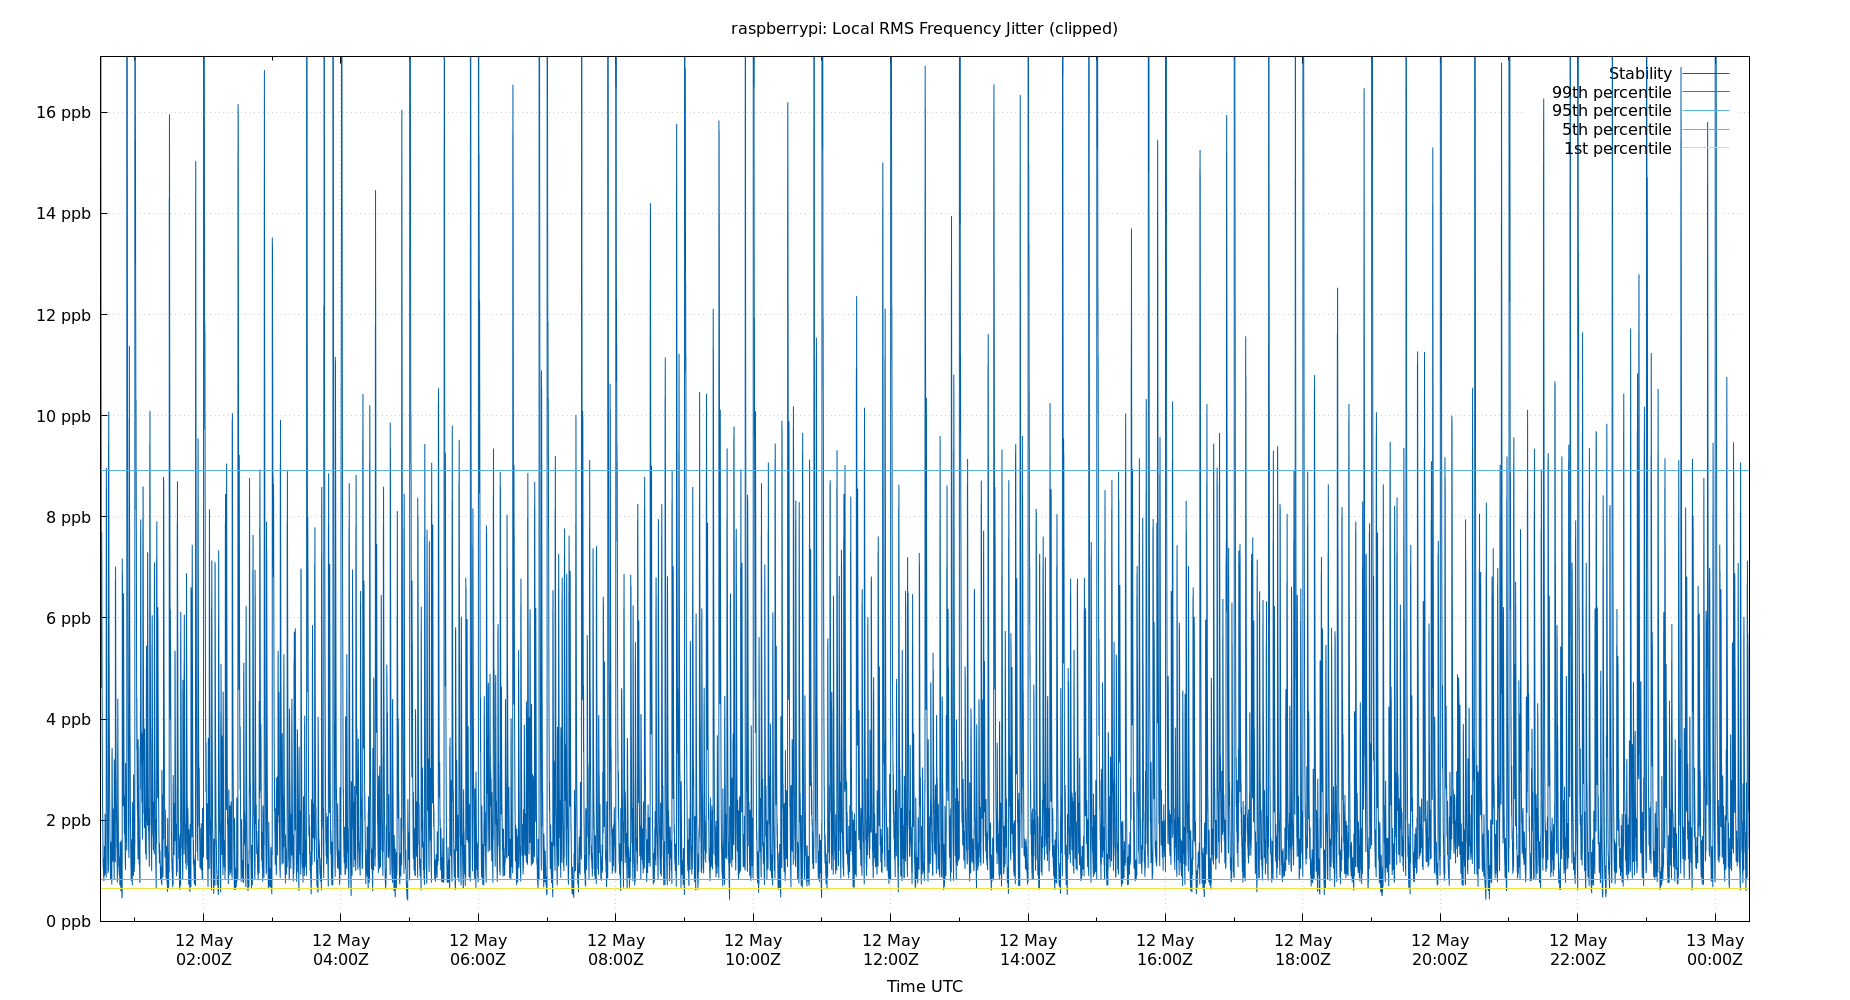 raspberrypi: Local RMS Frequency Jitter (clipped)
Stability
99th percentile
95th percentile
5th percentile
1st percentile
16 ppb
14 ppb
12 ppb
10 ppb
8 ppb
6 ppb
4 ppb
2 ppb
0 ppb
12 May 12 May 12 May 12 May 12 May 12 May 12 May 12 May 12 May 12 May 12 May 13 May
02:00Z 04:00Z 06:00Z 08:00Z 10:00Z 12:00Z 14:00Z 16:00Z 18:00Z 20:00Z 22:00Z 00:00Z
Time UTC